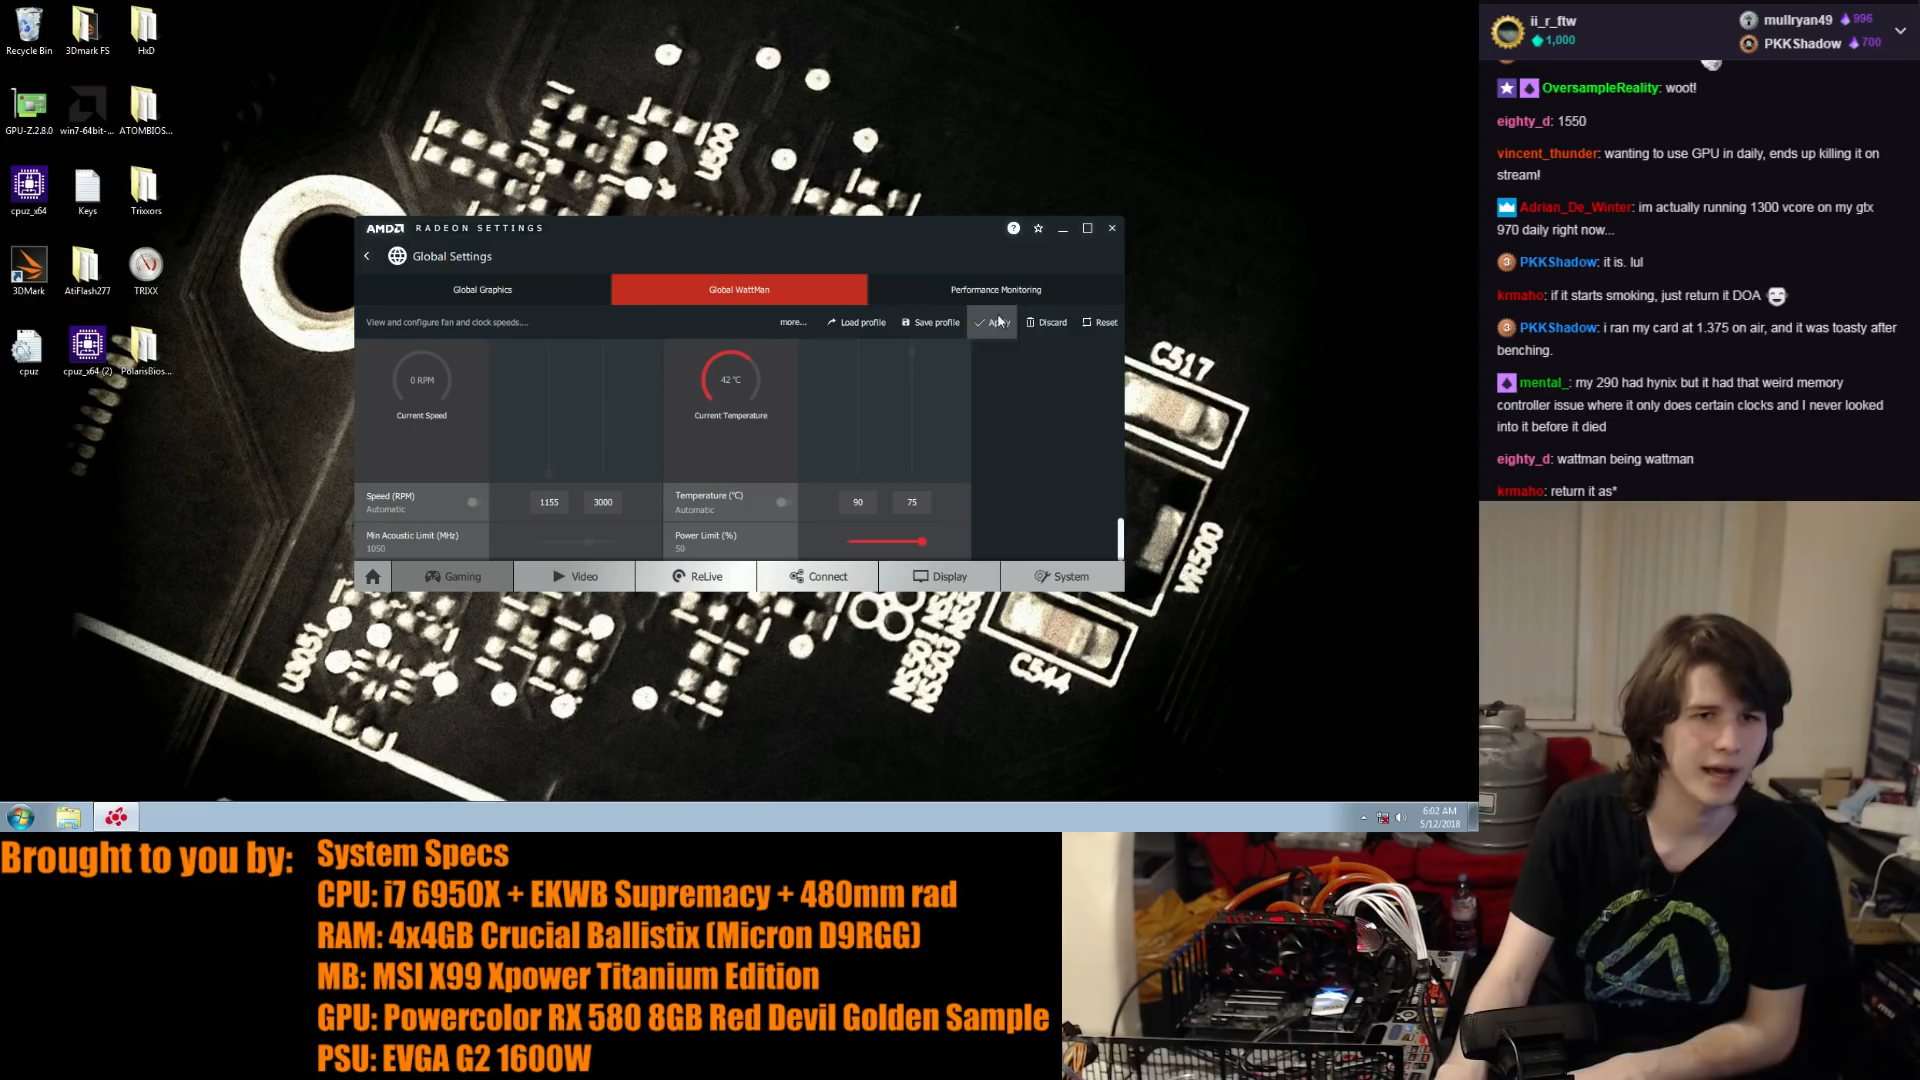 Recycle Bin
3Dmark FS
HxD
GPU-Z.2.8.0
win7-64bit-...
ATOMBIOS...
cpuz_x64
Keys
Trixxors
3DMark
AtiFlash277
TRIXX
cpuz
cpuz_x64 (2)
PolarisBios...
U3051
C517
VR500
C544
AMD RADEON SETTINGS
Global Settings
Global Graphics
Global WattMan
Performance Monitoring
View and configure fan and clock speeds....
more...
Load profile
Save profile
Apply
Discard
Reset
0 RPM
Current Speed
42 °C
Current Temperature
Speed (RPM)
Automatic
1155
3000
Temperature (°C)
Automatic
90
75
Min Acoustic Limit (MHz)
1050
Power Limit (%)
50
Gaming
Video
ReLive
Connect
Display
System
6:02 AM
5/12/2018
ii_r_ftw
1,000
mullryan49 996
PKKShadow 700
OversampleReality: woot!
eighty_d: 1550
vincent_thunder: wanting to use GPU in daily, ends up killing it on
stream!
Adrian_De_Winter: im actually running 1300 vcore on my gtx
970 daily right now...
PKKShadow: it is. lul
krmaho: if it starts smoking, just return it DOA
PKKShadow: i ran my card at 1.375 on air, and it was toasty after
benching.
mental_: my 290 had hynix but it had that weird memory
controller issue where it only does certain clocks and I never looked
into it before it died
eighty_d: wattman being wattman
krmaho: return it as*
Brought to you by:
System Specs
CPU: i7 6950X + EKWB Supremacy + 480mm rad
RAM: 4x4GB Crucial Ballistix (Micron D9RGG)
MB: MSI X99 Xpower Titanium Edition
GPU: Powercolor RX 580 8GB Red Devil Golden Sample
PSU: EVGA G2 1600W